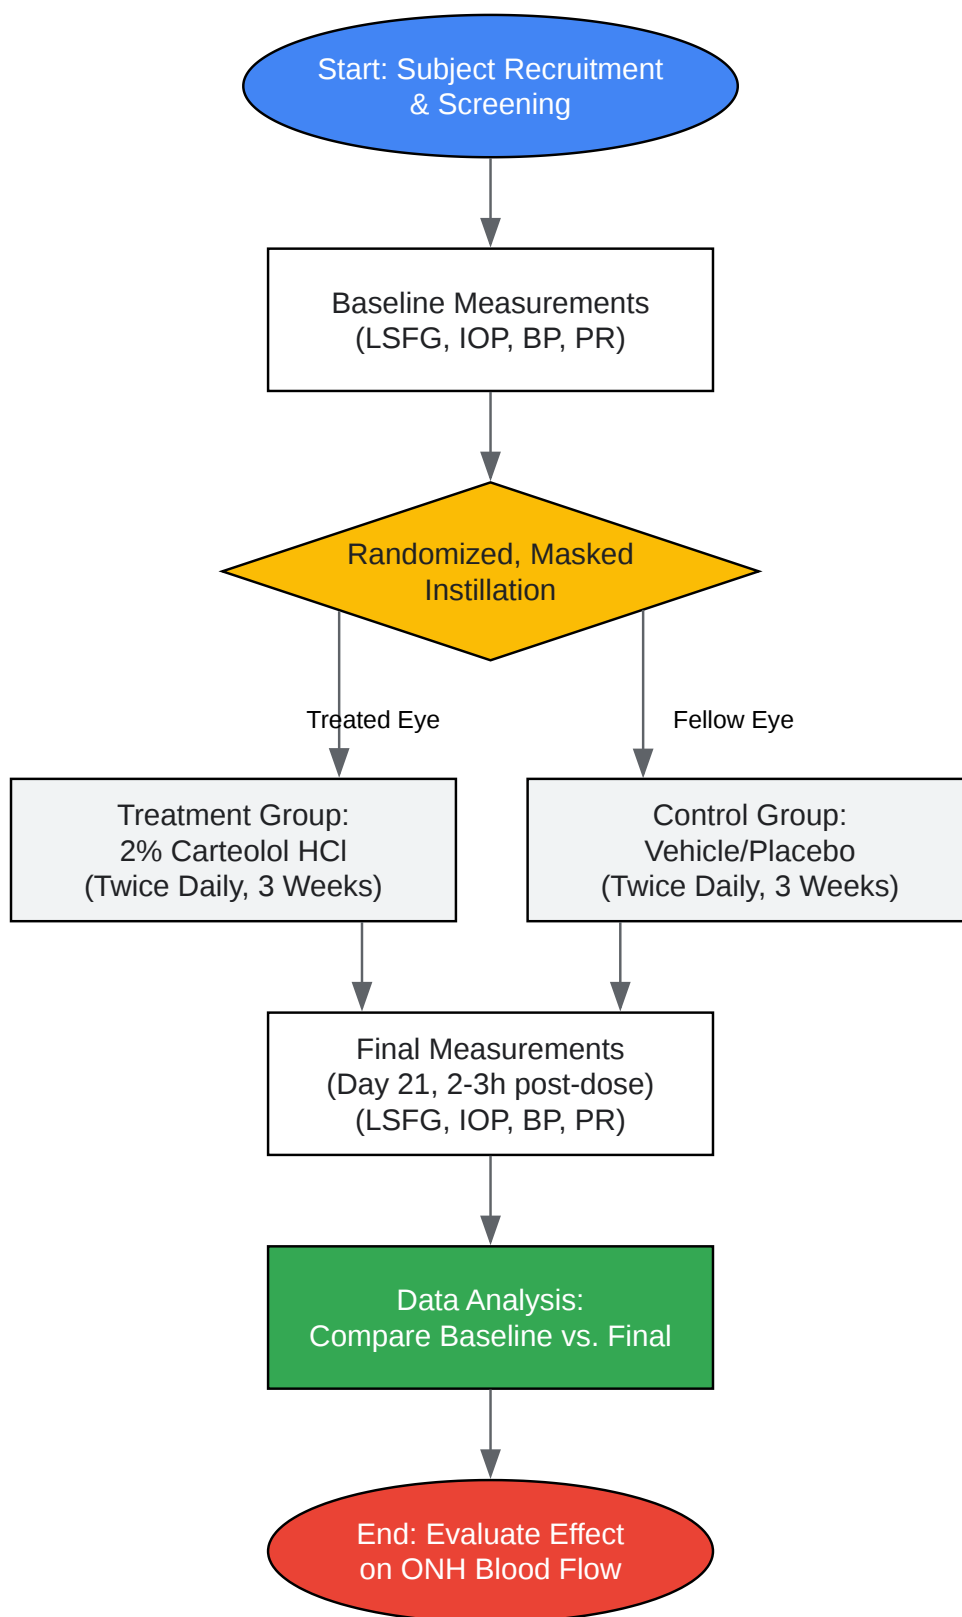 Start: Subject Recruitment
& Screening
Baseline Measurements
(LSFG, IOP, BP, PR)
Randomized, Masked
Instillation
Treated Eye
Fellow Eye
Treatment Group:
2% Carteolol HCl
(Twice Daily, 3 Weeks)
Control Group:
Vehicle/Placebo
(Twice Daily, 3 Weeks)
Final Measurements
(Day 21, 2-3h post-dose)
(LSFG, IOP, BP, PR)
Data Analysis:
Compare Baseline vs. Final
End: Evaluate Effect
on ONH Blood Flow